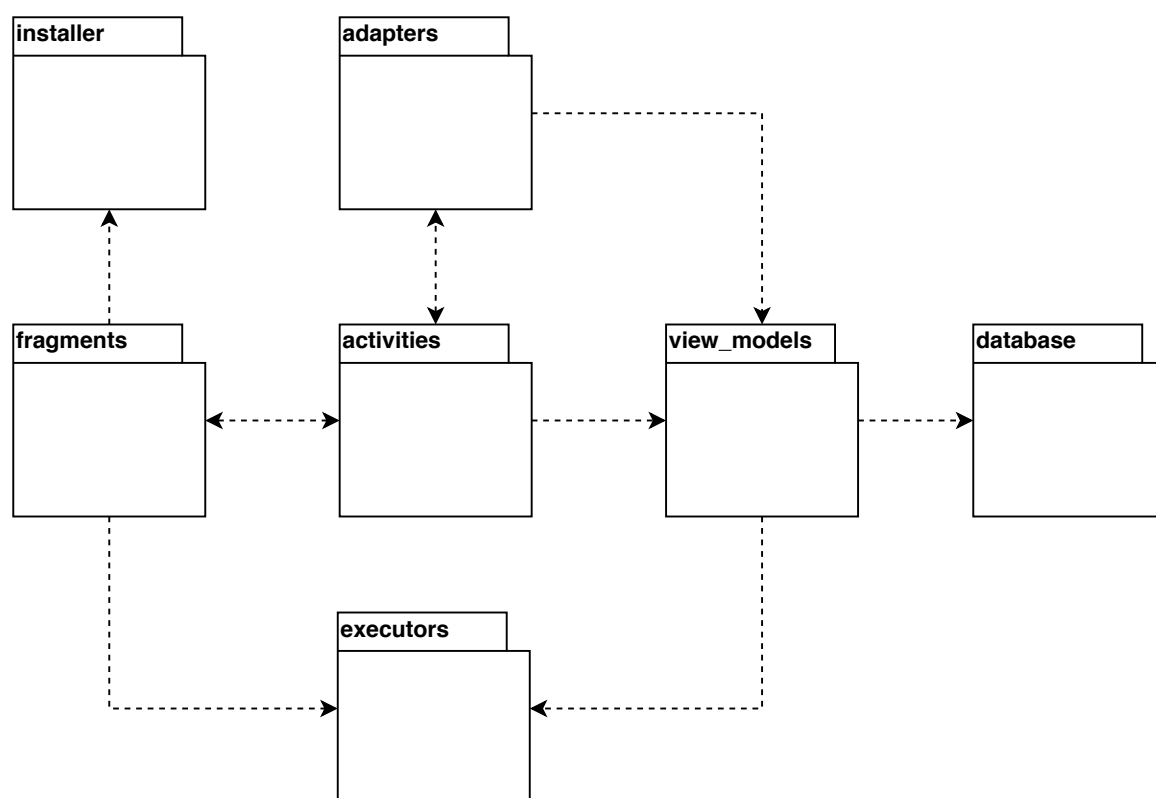 installer
adapters
fragments
activities
view_models
database
executors